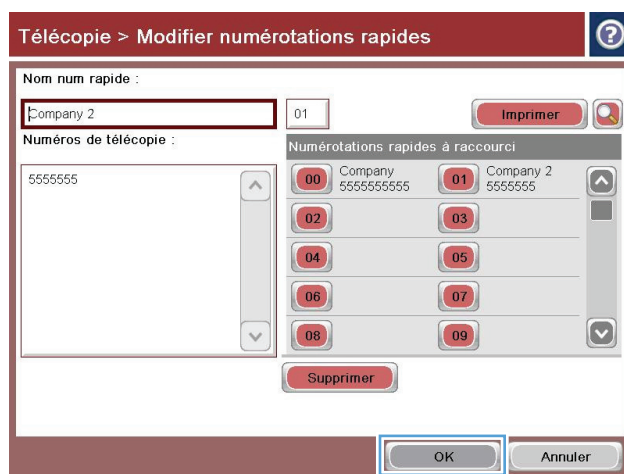 Télécopie > Modifier numérotations rapides
?
Nom num rapide :
Company 2
01
Imprimer
Numéros de télécopie :
Numérotations rapides à raccourci
5555555
00 Company 5555555555
01 Company 2 5555555
02
03
04
05
06
07
08
09
Supprimer
OK
Annuler